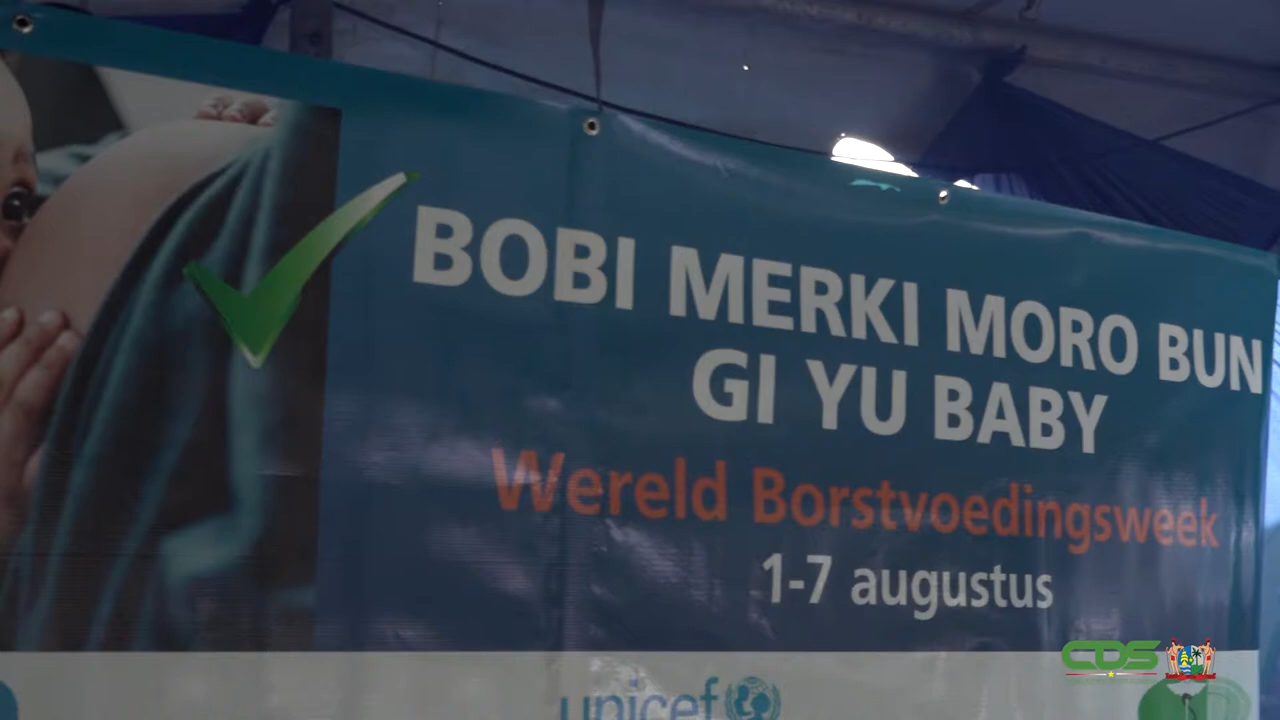 BOBI MERKI MORO BUN
GI YU BABY
Wereld Borstvoedingsweek
1-7 augustus
unicef
CDS